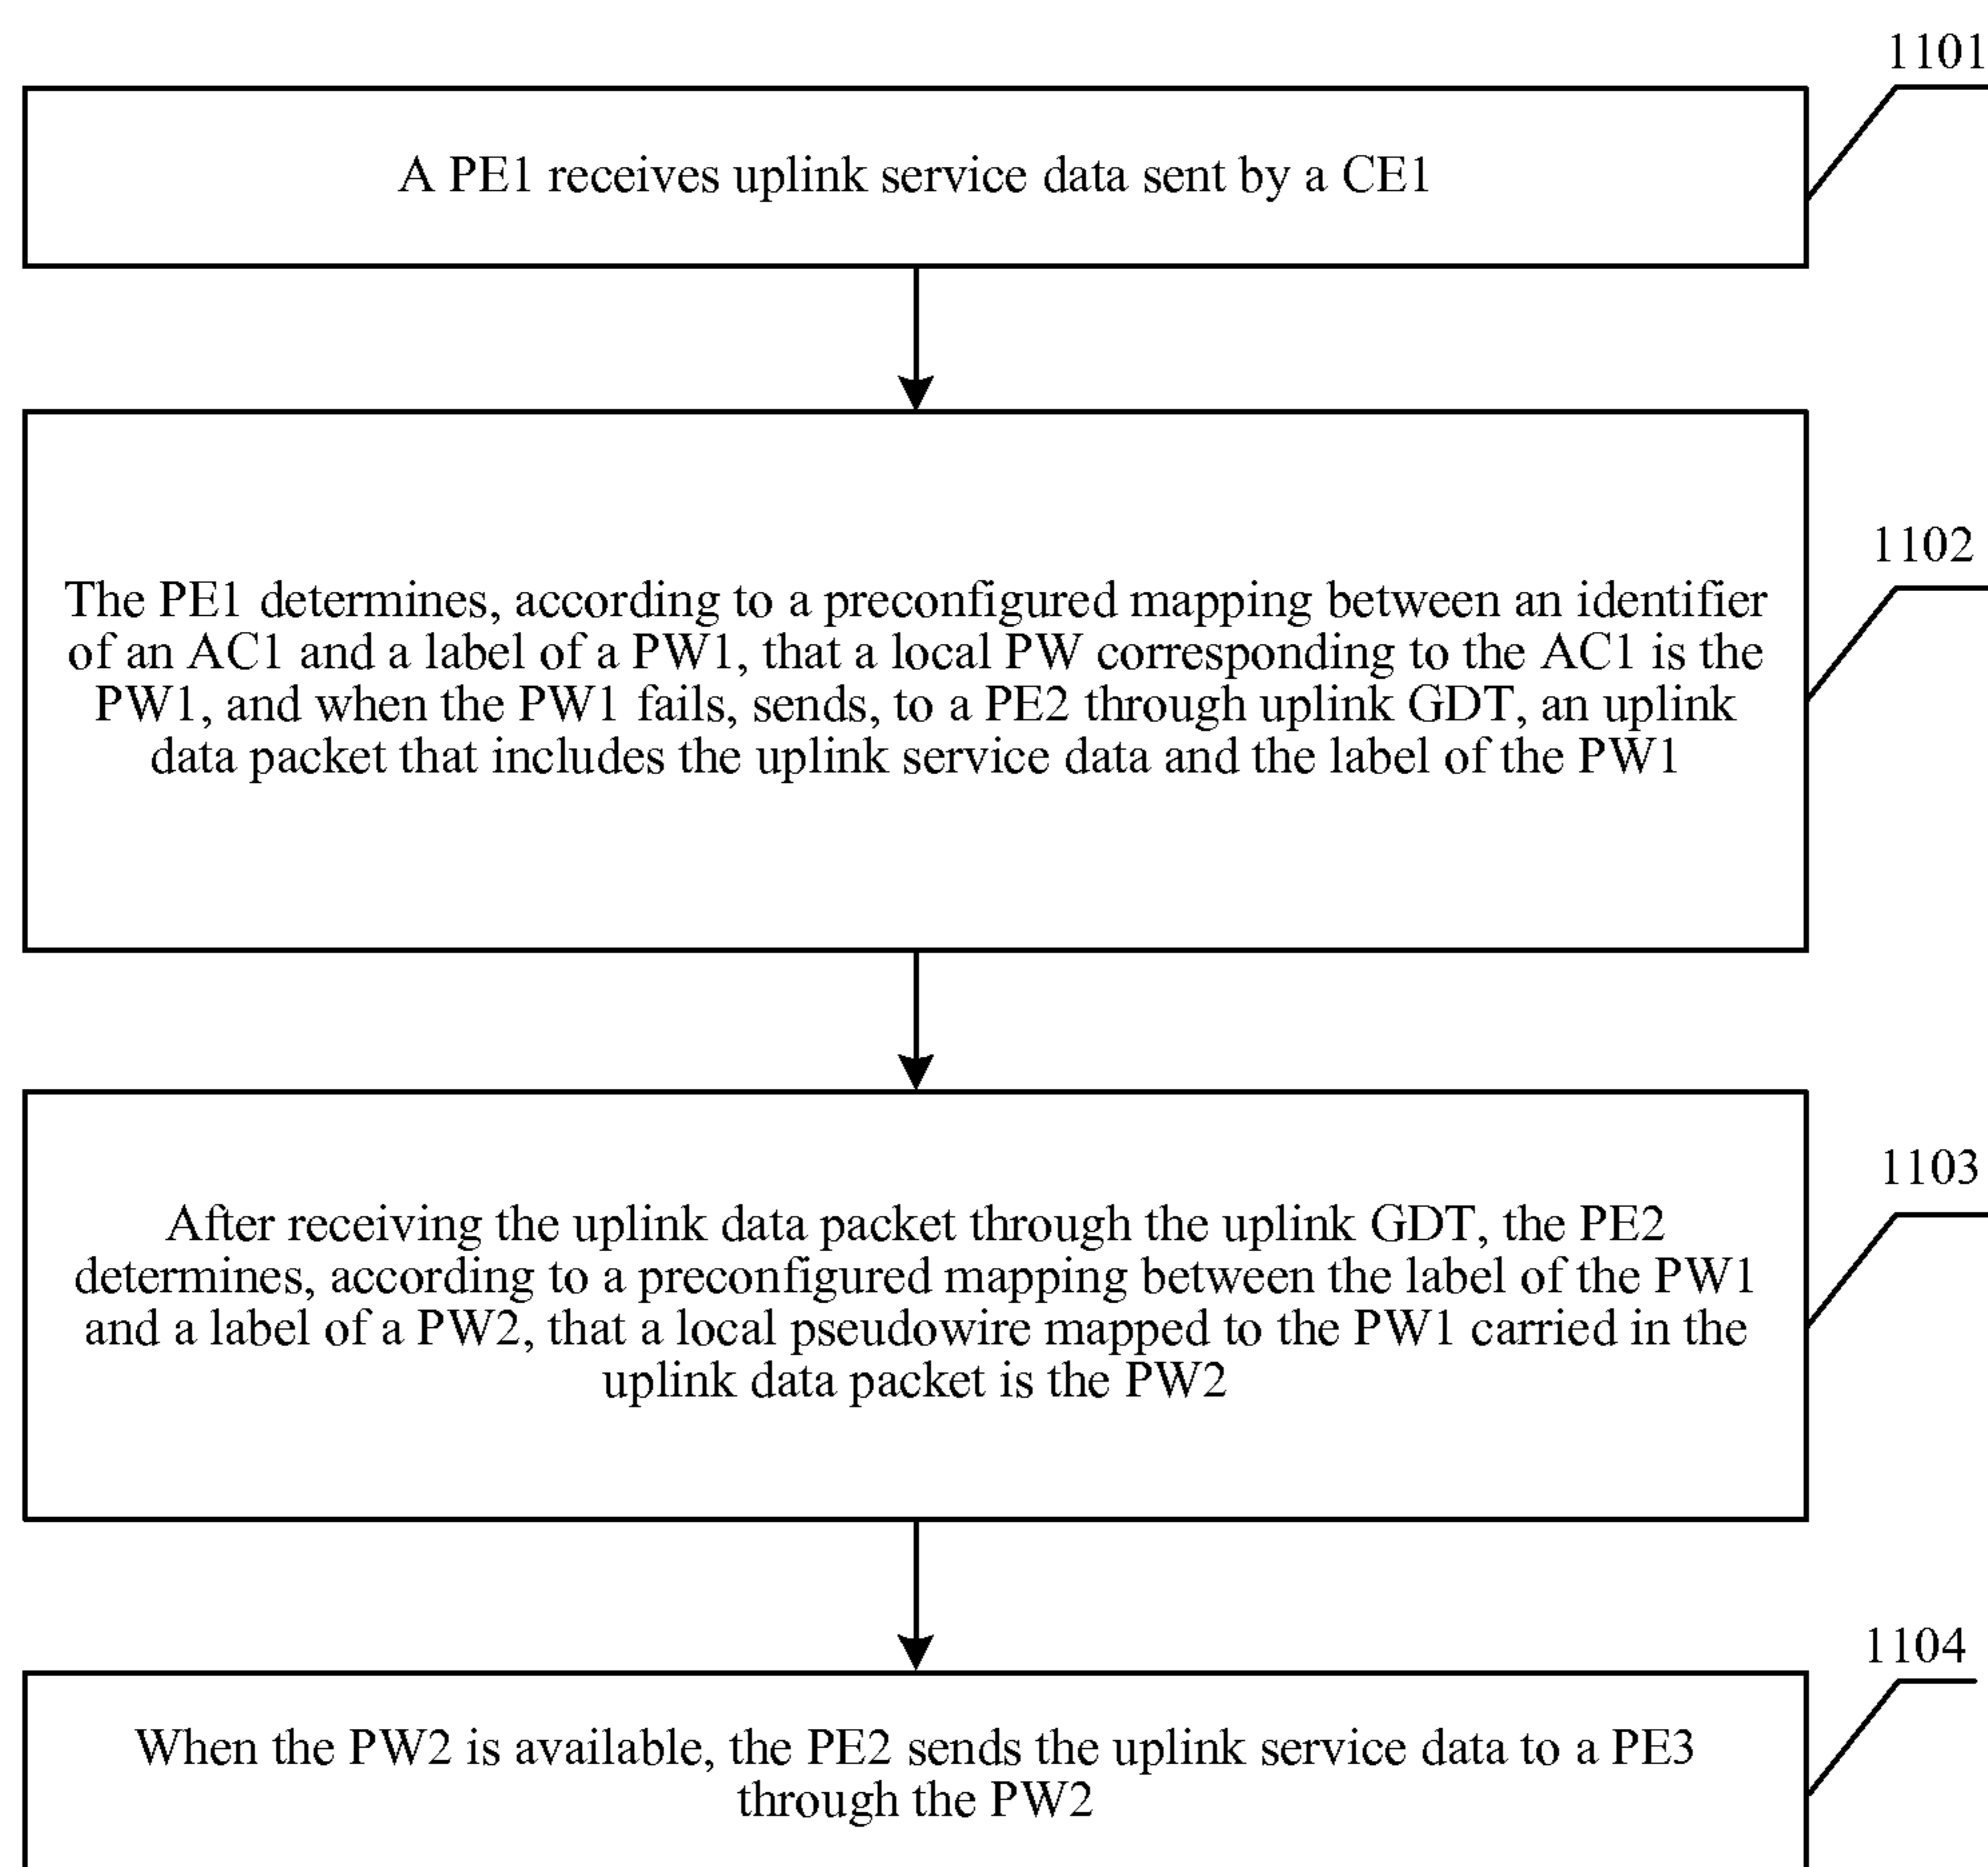 1101
A PE1 receives uplink service data sent by a CE1
1102
The PE1 determines, according to a preconfigured mapping between an identifier
of an AC1 and a label of a PW1, that a local PW corresponding to the AC1 is the
PW1, and when the PW1 fails, sends, to a PE2 through uplink GDT, an uplink
data packet that includes the uplink service data and the label of the PW1
1103
After receiving the uplink data packet through the uplink GDT, the PE2
determines, according to a preconfigured mapping between the label of the PW1
and a label of a PW2, that a local pseudowire mapped to the PW1 carried in the
uplink data packet is the PW2
1104
When the PW2 is available, the PE2 sends the uplink service data to a PE3
through the PW2